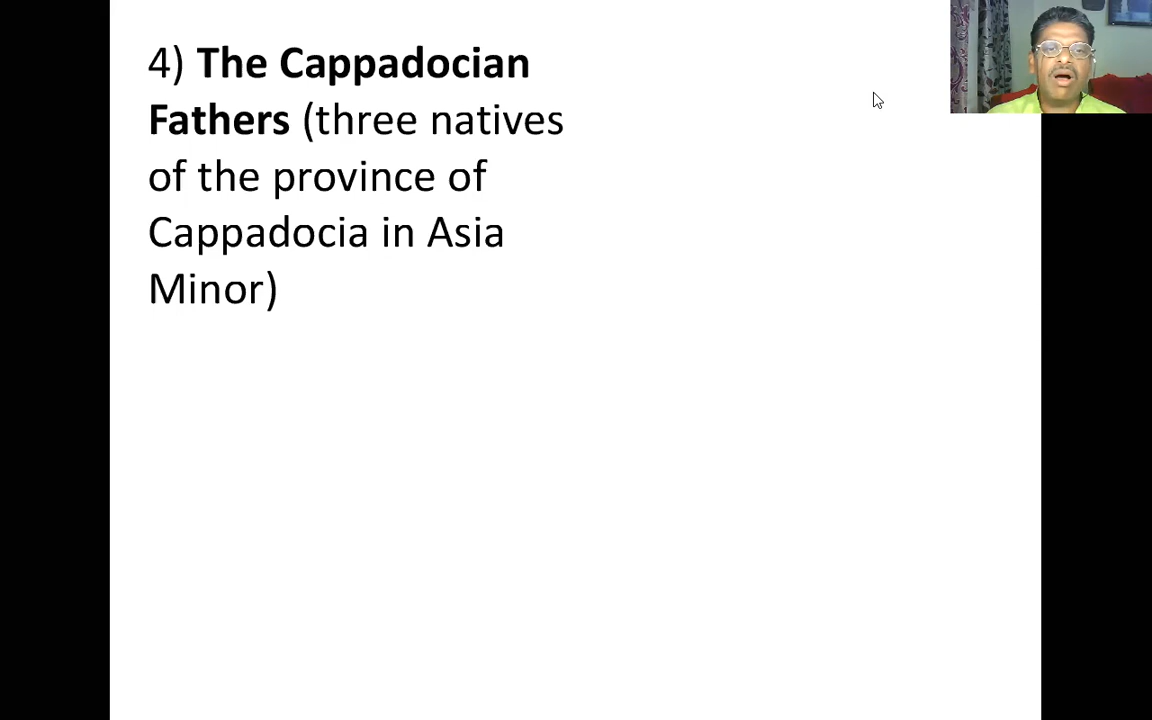 4) The Cappadocian
Fathers (three natives
of the province of
Cappadocia in Asia
Minor)